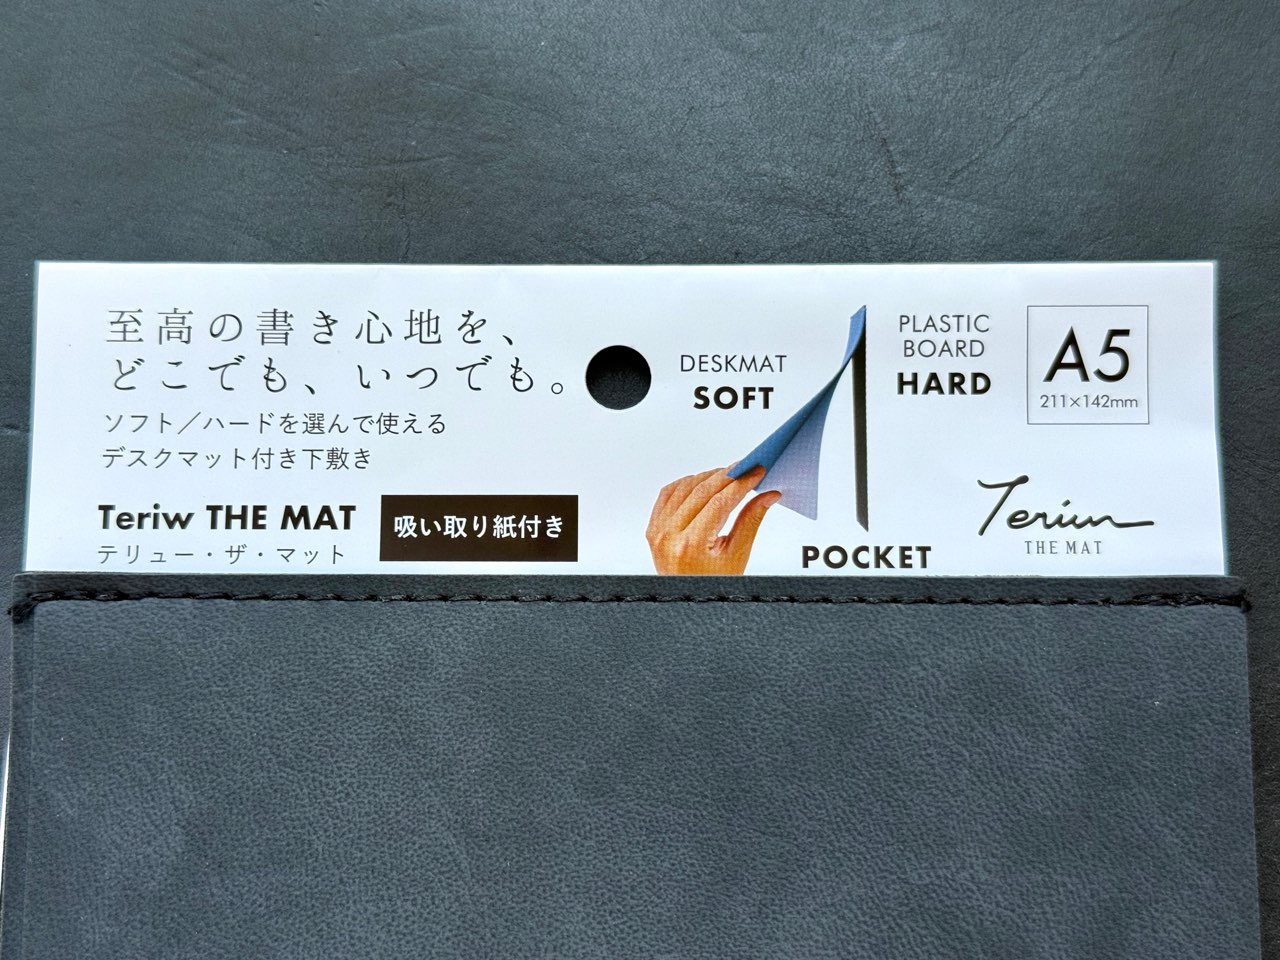 至高の書き心地を、
どこでも、いつでも。
ソフト／ハードを選んで使える
デスクマット付き下敷き
Teriw THE MAT
テリュー・ザ・マット
吸い取り紙付き
DESKMAT
SOFT
PLASTIC
BOARD
HARD
POCKET
A5
211×142mm
Teriw
THE MAT